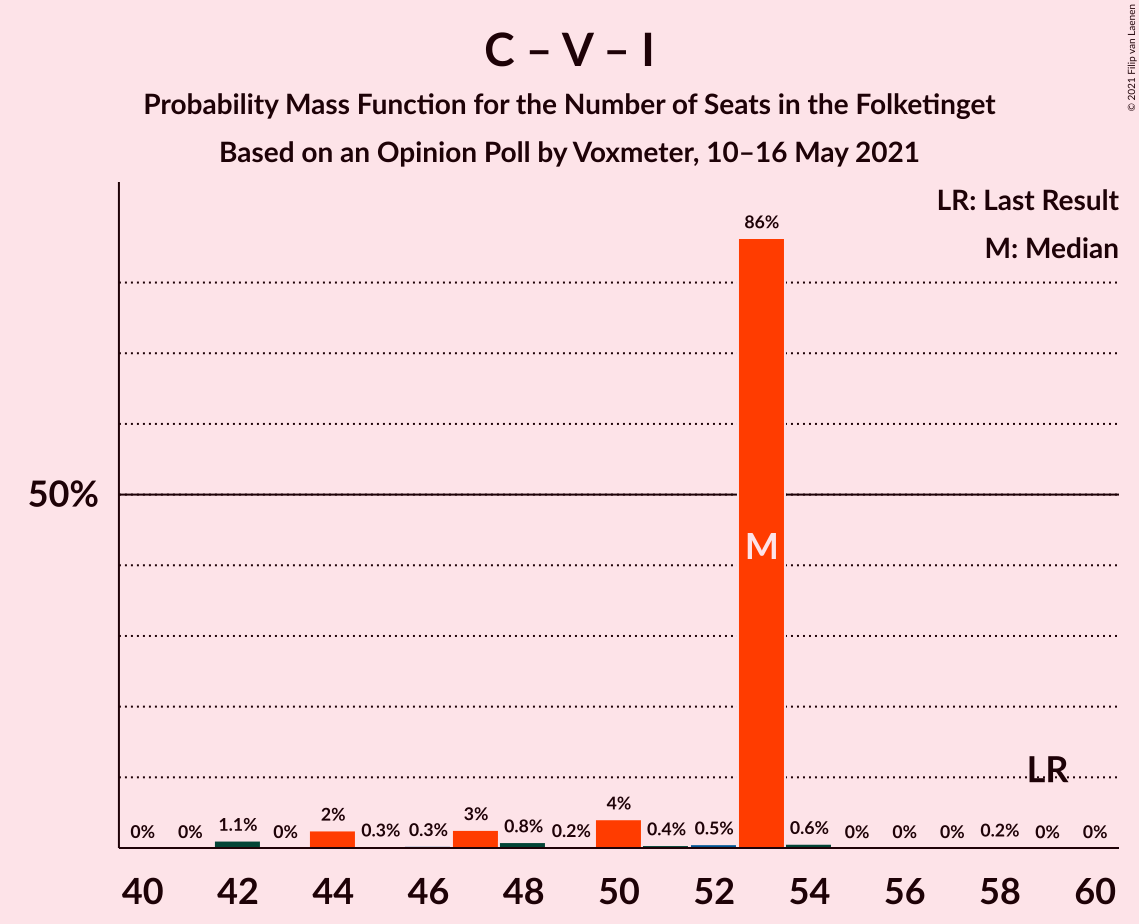 C – V – I
Probability Mass Function for the Number of Seats in the Folketinget
Based on an Opinion Poll by Voxmeter, 10–16 May 2021
© 2021 Filip van Laenen
LR: Last Result
M: Median
86%
50%
M
LR
0% 0% 1.1% 0% 2% 0.3% 0.3% 3% 0.8% 0.2% 4% 0.4% 0.5% 0.6% 0% 0% 0% 0.2% 0% 0%
40 42 44 46 48 50 52 54 56 58 60